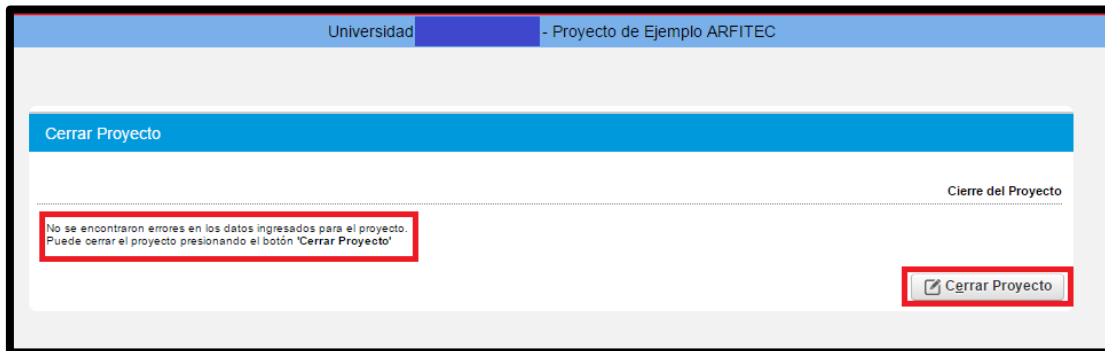 Universidad - Proyecto de Ejemplo ARFITEC
Cerrar Proyecto
Cierre del Proyecto
No se encontraron errores en los datos ingresados para el proyecto.
Puede cerrar el proyecto presionando el botón 'Cerrar Proyecto'
Cerrar Proyecto